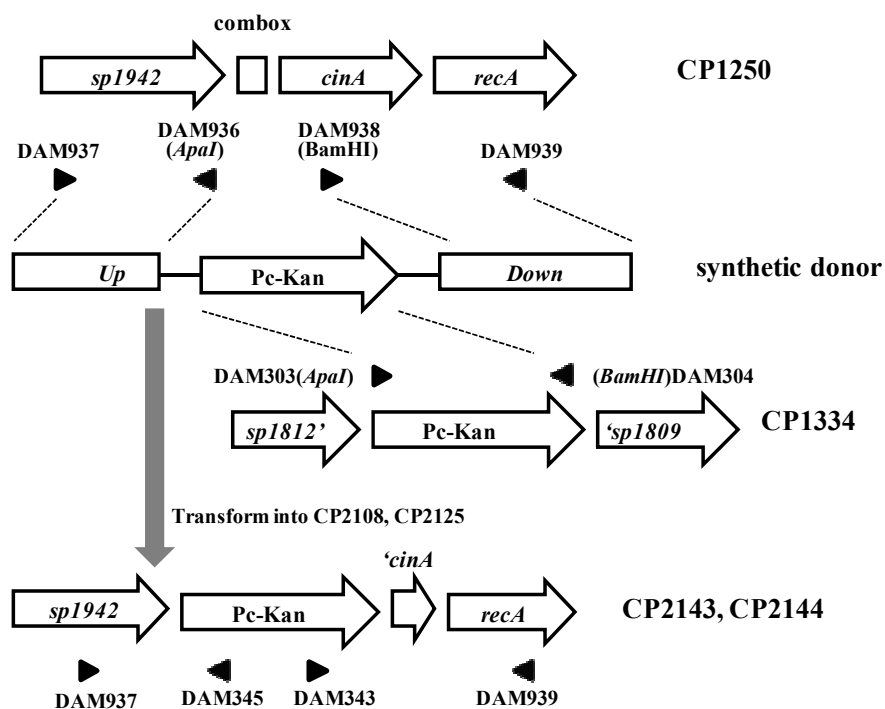 combox
sp1942 cinA recA CP1250
DAM937 DAM936 DAM938 DAM939
(ApaI) (BamHI)
Up Pc-Kan Down synthetic donor
DAM303(ApaI) (BamHI)DAM304
sp1812’ Pc-Kan ‘sp1809 CP1334
Transform into CP2108, CP2125
‘cinA
sp1942 Pc-Kan recA CP2143, CP2144
DAM937 DAM345 DAM343 DAM939